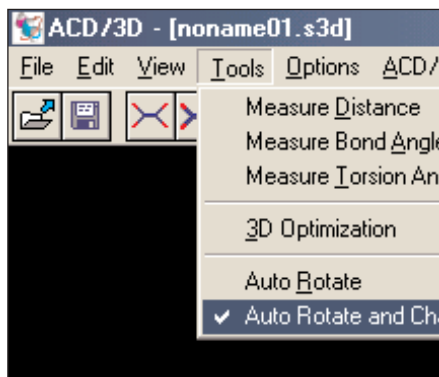 ACD/3D - [noname01.s3d]
File Edit View Tools Options ACD/
Measure Distance
Measure Bond Angle
Measure Torsion An
3D Optimization
Auto Rotate
Auto Rotate and Cha